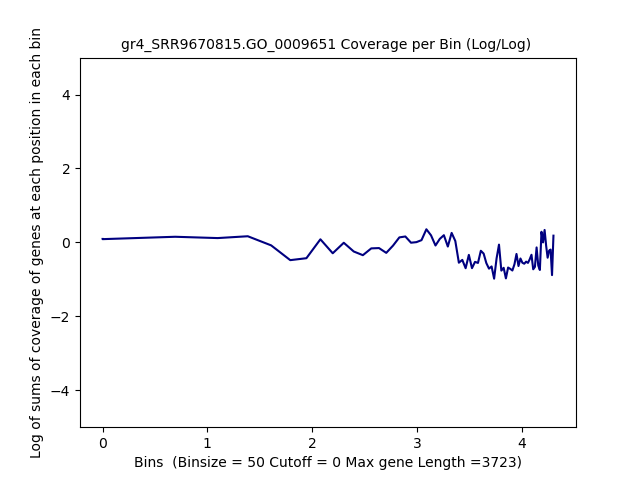 gr4_SRR9670815.GO_0009651 Coverage per Bin (Log/Log)
Log of sums of coverage of genes at each position in each bin
4
2
0
−2
−4
0 1 2 3 4
Bins  (Binsize = 50 Cutoff = 0 Max gene Length =3723)